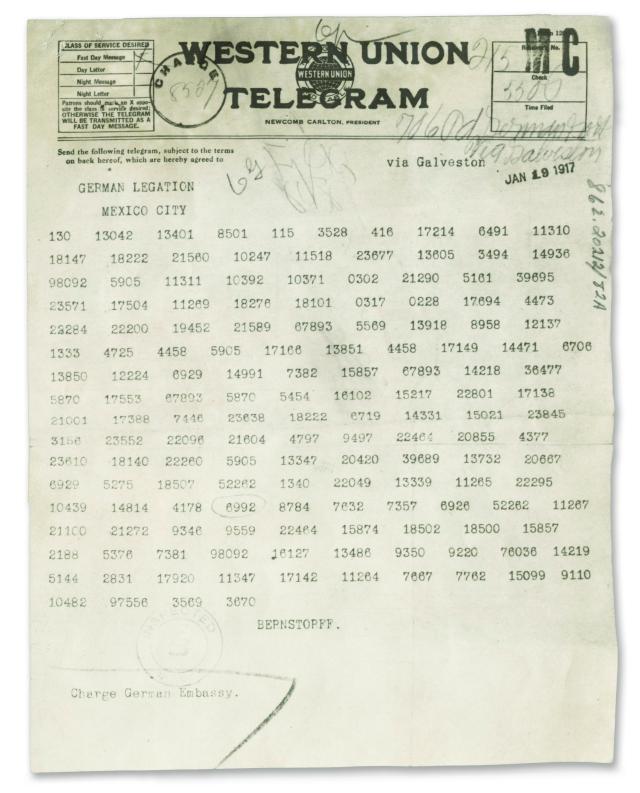 WESTERN UNION
WESTERN UNION
TELEGRAM
NEWCOMB CARLTON, PRESIDENT
CLASS OF SERVICE DESIRED
Fast Day Message
Day Letter
Night Message
Night Letter
Patrons should mark an X oppo-
site the class of service desired;
OTHERWISE THE TELEGRAM
WILL BE TRANSMITTED AS A
FAST DAY MESSAGE.
CHARGE
MC
Receiver's No.
Check
Time Filed
Send the following telegram, subject to the terms
on back hereof, which are hereby agreed to
via Galveston
JAN 19 1917
GERMAN LEGATION
MEXICO CITY
130 13042 13401 8501 115 3528 416 17214 6491 11310
18147 18222 21560 10247 11518 23677 13605 3494 14936
98092 5905 11311 10392 10371 0302 21290 5161 39695
23571 17504 11269 18276 18101 0317 0228 17694 4473
22284 22200 19452 21589 67893 5569 13918 8958 12137
1333 4725 4458 5905 17166 13851 4458 17149 14471 6706
13850 12224 6929 14991 7382 15857 67893 14218 36477
5870 17553 67893 5870 5454 16102 15217 22801 17138
21001 17388 7446 23638 18222 6719 14331 15021 23845
3156 23552 22096 21604 4797 9497 22464 20855 4377
23610 18140 22260 5905 13347 20420 39689 13732 20667
6929 5275 18507 52262 1340 22049 13339 11265 22295
10439 14814 4178 6992 8784 7632 7357 6926 52262 11267
21100 21272 9346 9559 22464 15874 18502 18500 15857
2188 5376 7381 98092 16127 13486 9350 9220 76036 14219
5144 2831 17920 11347 17142 11264 7667 7762 15099 9110
10482 97556 3569 3670
BERNSTORFF.
Charge German Embassy.